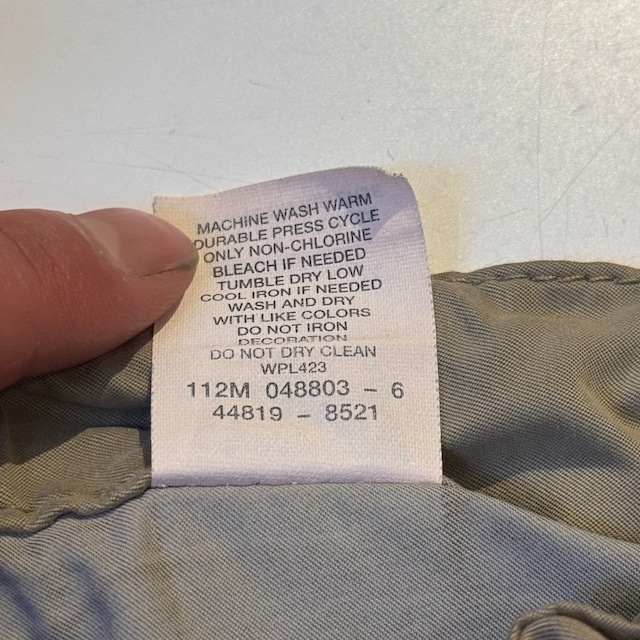 MACHINE WASH WARM
DURABLE PRESS CYCLE
ONLY NON-CHLORINE
BLEACH IF NEEDED
TUMBLE DRY LOW
COOL IRON IF NEEDED
WASH AND DRY
WITH LIKE COLORS
DO NOT IRON
DECORATION
DO NOT DRY CLEAN
WPL423
112M 048803 - 6
44819 - 8521